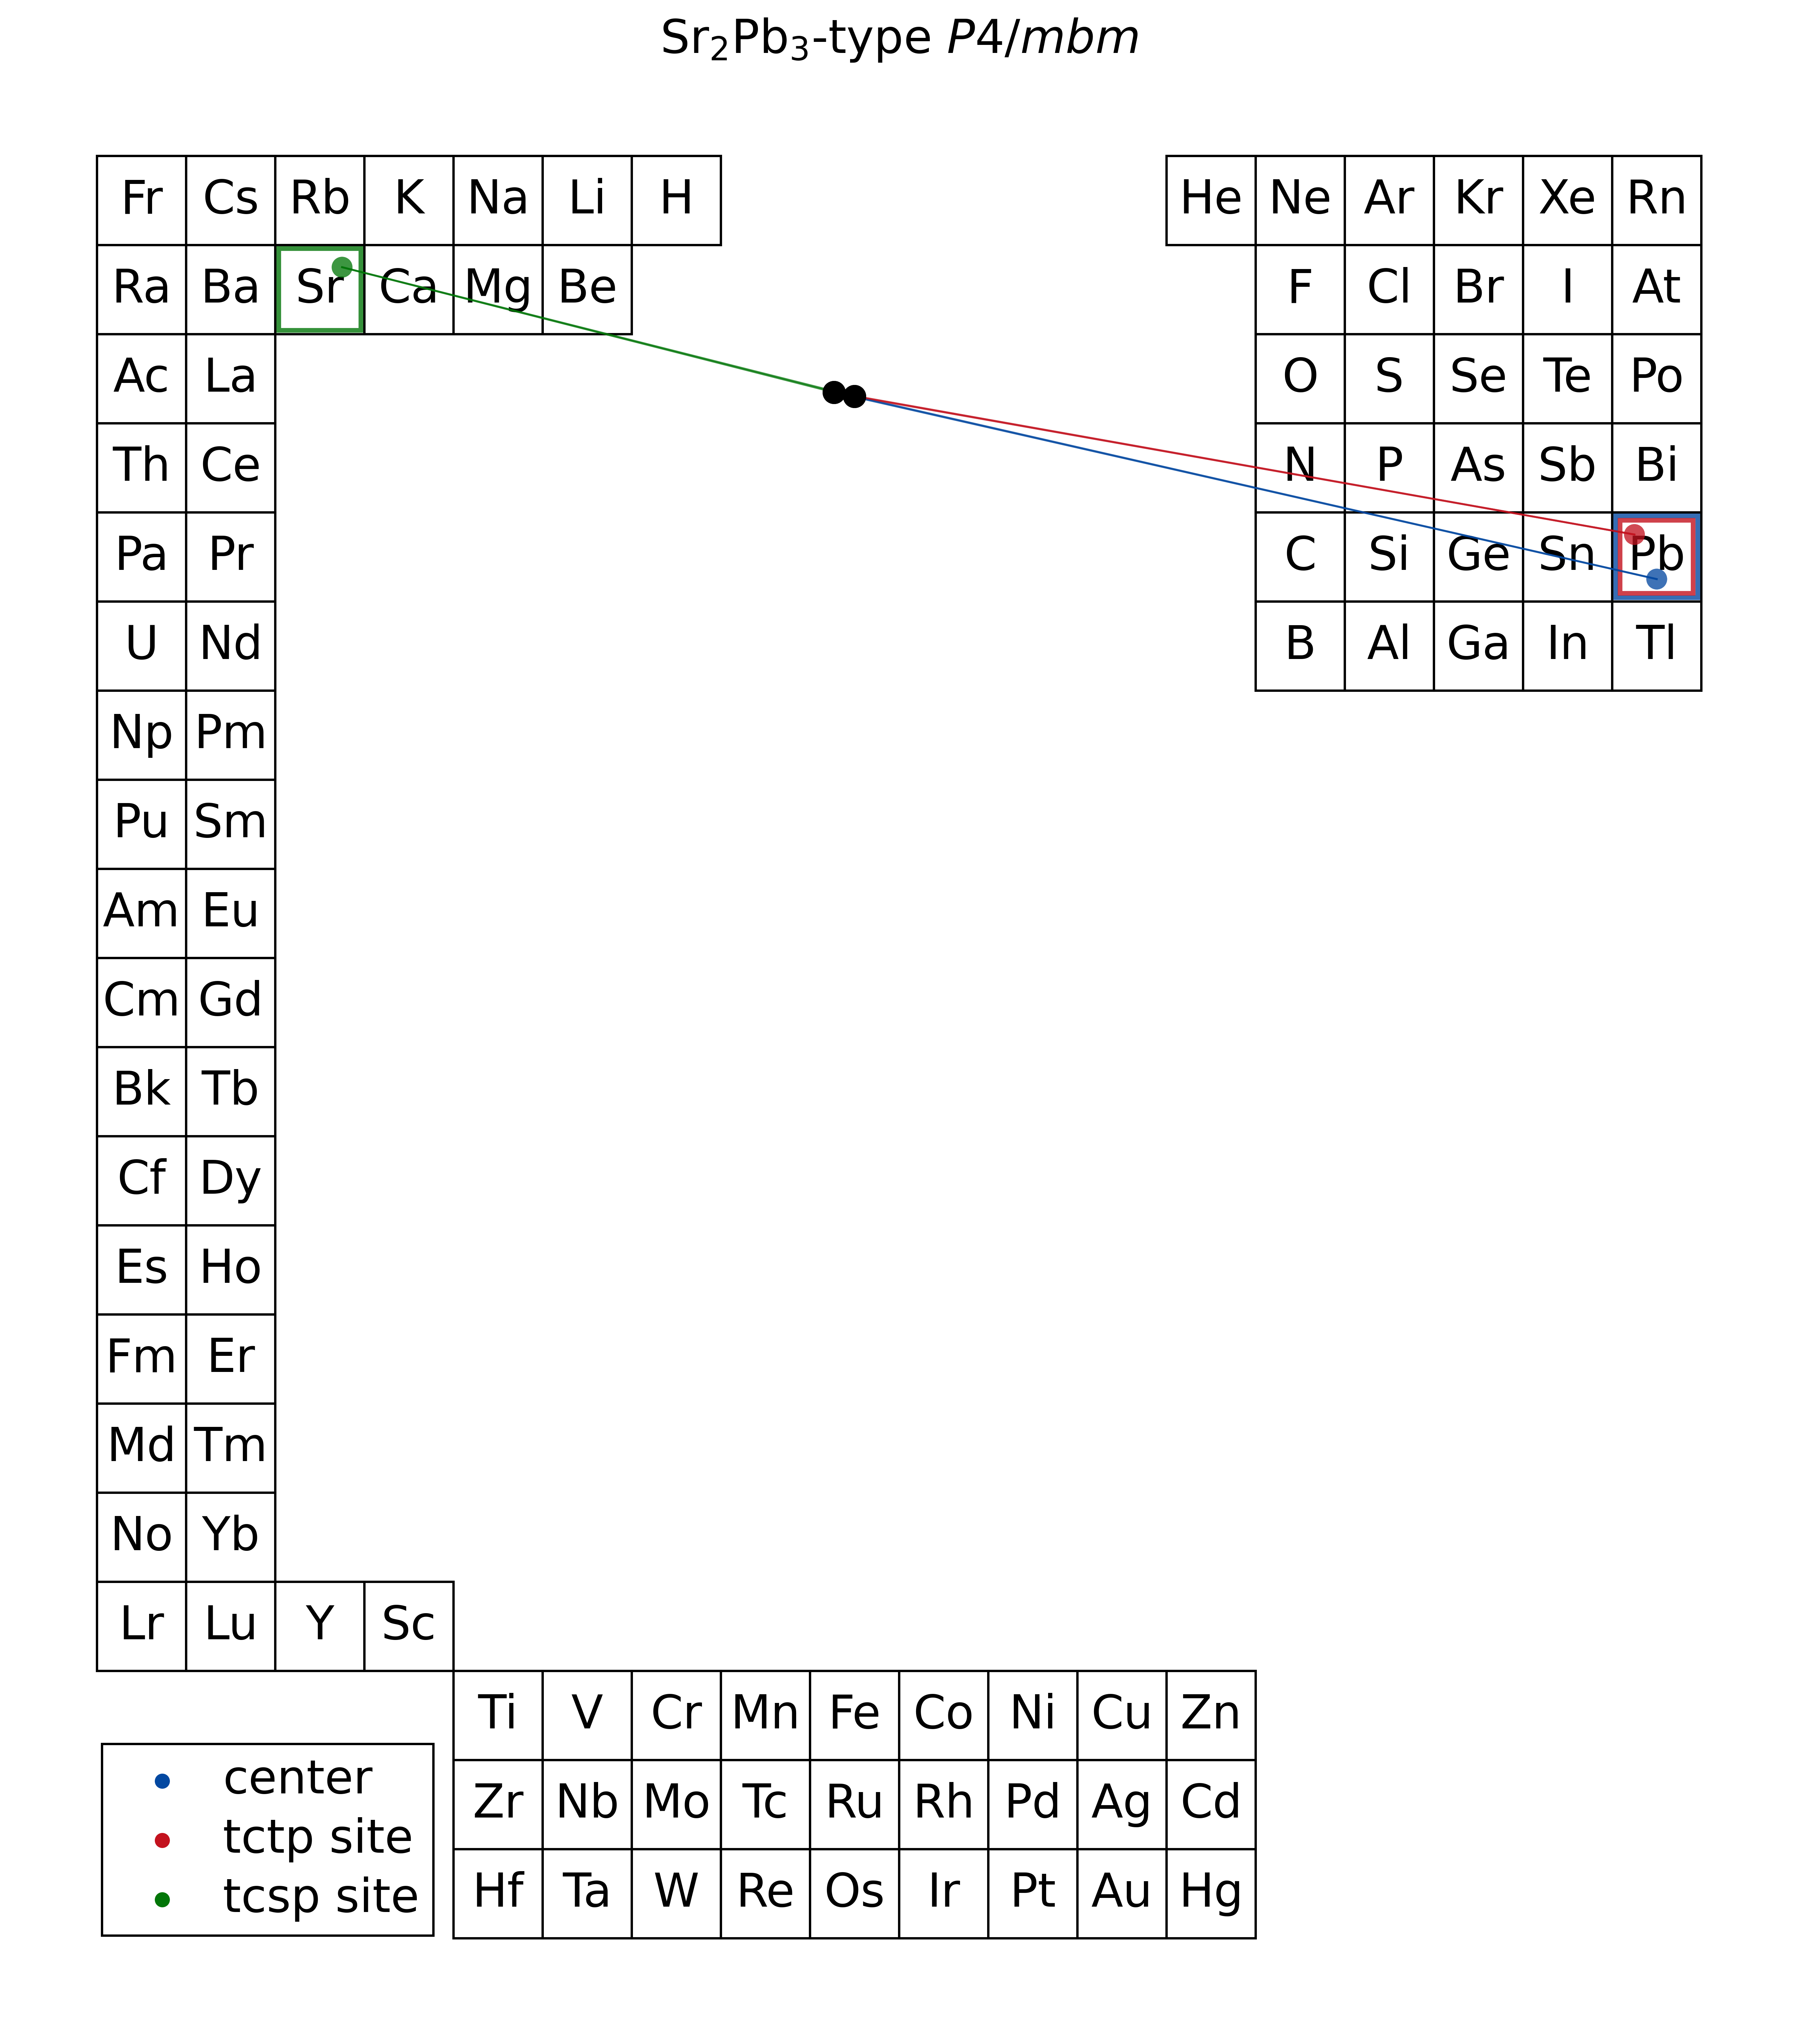 Sr₂Pb₃-type P4/mbm
Fr Cs Rb K Na Li H He Ne Ar Kr Xe Rn
Ra Ba Sr Ca Mg Be F Cl Br I At
Ac La O S Se Te Po
Th Ce N P As Sb Bi
Pa Pr C Si Ge Sn Pb
U Nd B Al Ga In Tl
Np Pm
Pu Sm
Am Eu
Cm Gd
Bk Tb
Cf Dy
Es Ho
Fm Er
Md Tm
No Yb
Lr Lu Y Sc
Ti V Cr Mn Fe Co Ni Cu Zn
Zr Nb Mo Tc Ru Rh Pd Ag Cd
Hf Ta W Re Os Ir Pt Au Hg
center
tctp site
tcsp site